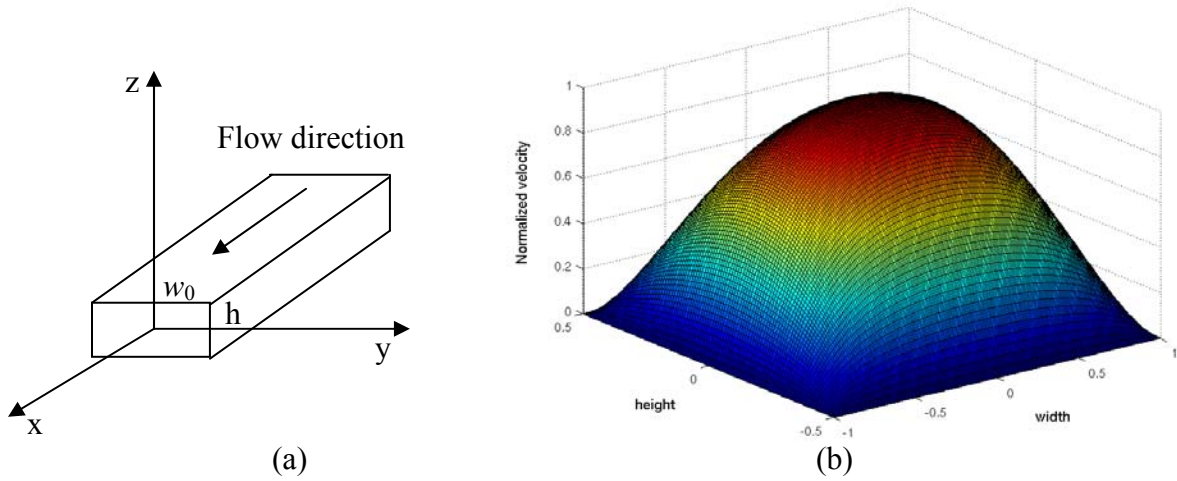 z
Flow direction
w₀
h
y
x
(a)
Normalized velocity
1
0.8
0.6
0.4
0.2
0
0.5
0
-0.5
height
-1
-0.5
0
0.5
1
width
(b)